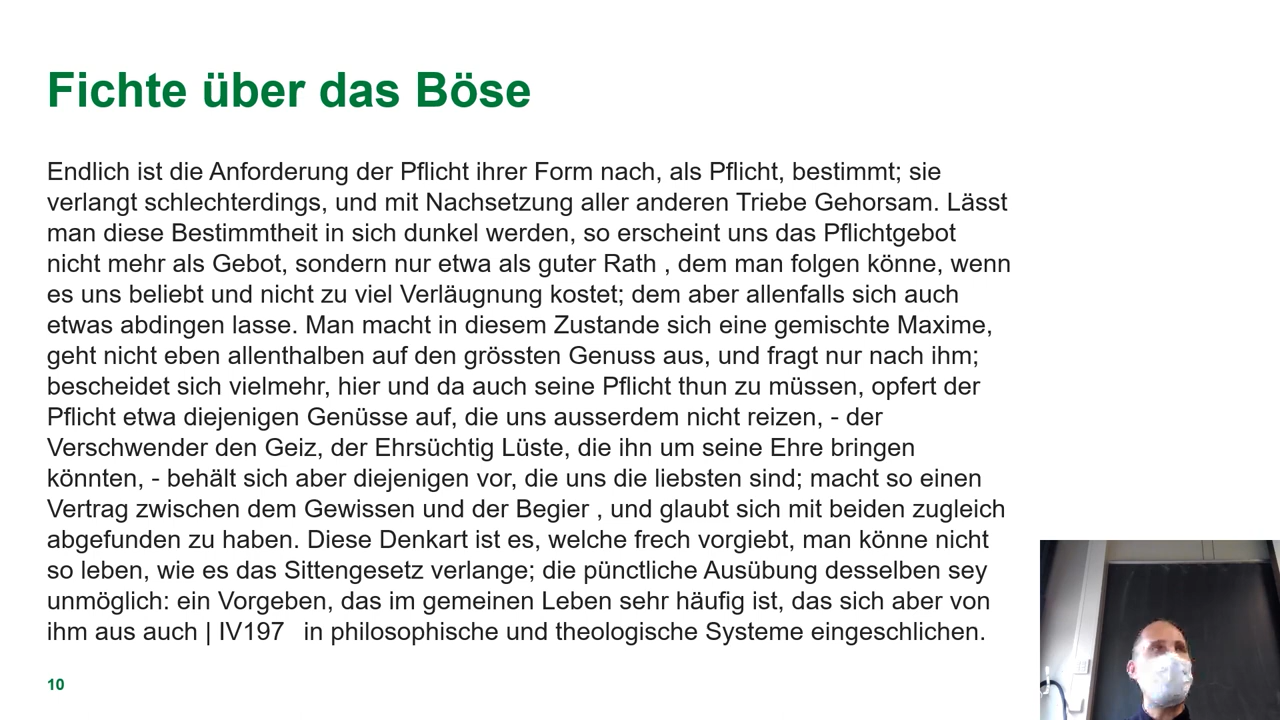 Fichte über das Böse
Endlich ist die Anforderung der Pflicht ihrer Form nach, als Pflicht, bestimmt; sie
verlangt schlechterdings, und mit Nachsetzung aller anderen Triebe Gehorsam. Lässt
man diese Bestimmtheit in sich dunkel werden, so erscheint uns das Pflichtgebot
nicht mehr als Gebot, sondern nur etwa als guter Rath , dem man folgen könne, wenn
es uns beliebt und nicht zu viel Verläugnung kostet; dem aber allenfalls sich auch
etwas abdingen lasse. Man macht in diesem Zustande sich eine gemischte Maxime,
geht nicht eben allenthalben auf den grössten Genuss aus, und fragt nur nach ihm;
bescheidet sich vielmehr, hier und da auch seine Pflicht thun zu müssen, opfert der
Pflicht etwa diejenigen Genüsse auf, die uns ausserdem nicht reizen, - der
Verschwender den Geiz, der Ehrsüchtig Lüste, die ihn um seine Ehre bringen
könnten, - behält sich aber diejenigen vor, die uns die liebsten sind; macht so einen
Vertrag zwischen dem Gewissen und der Begier , und glaubt sich mit beiden zugleich
abgefunden zu haben. Diese Denkart ist es, welche frech vorgiebt, man könne nicht
so leben, wie es das Sittengesetz verlange; die pünctliche Ausübung desselben sey
unmöglich: ein Vorgeben, das im gemeinen Leben sehr häufig ist, das sich aber von
ihm aus auch | IV197 in philosophische und theologische Systeme eingeschlichen.
10